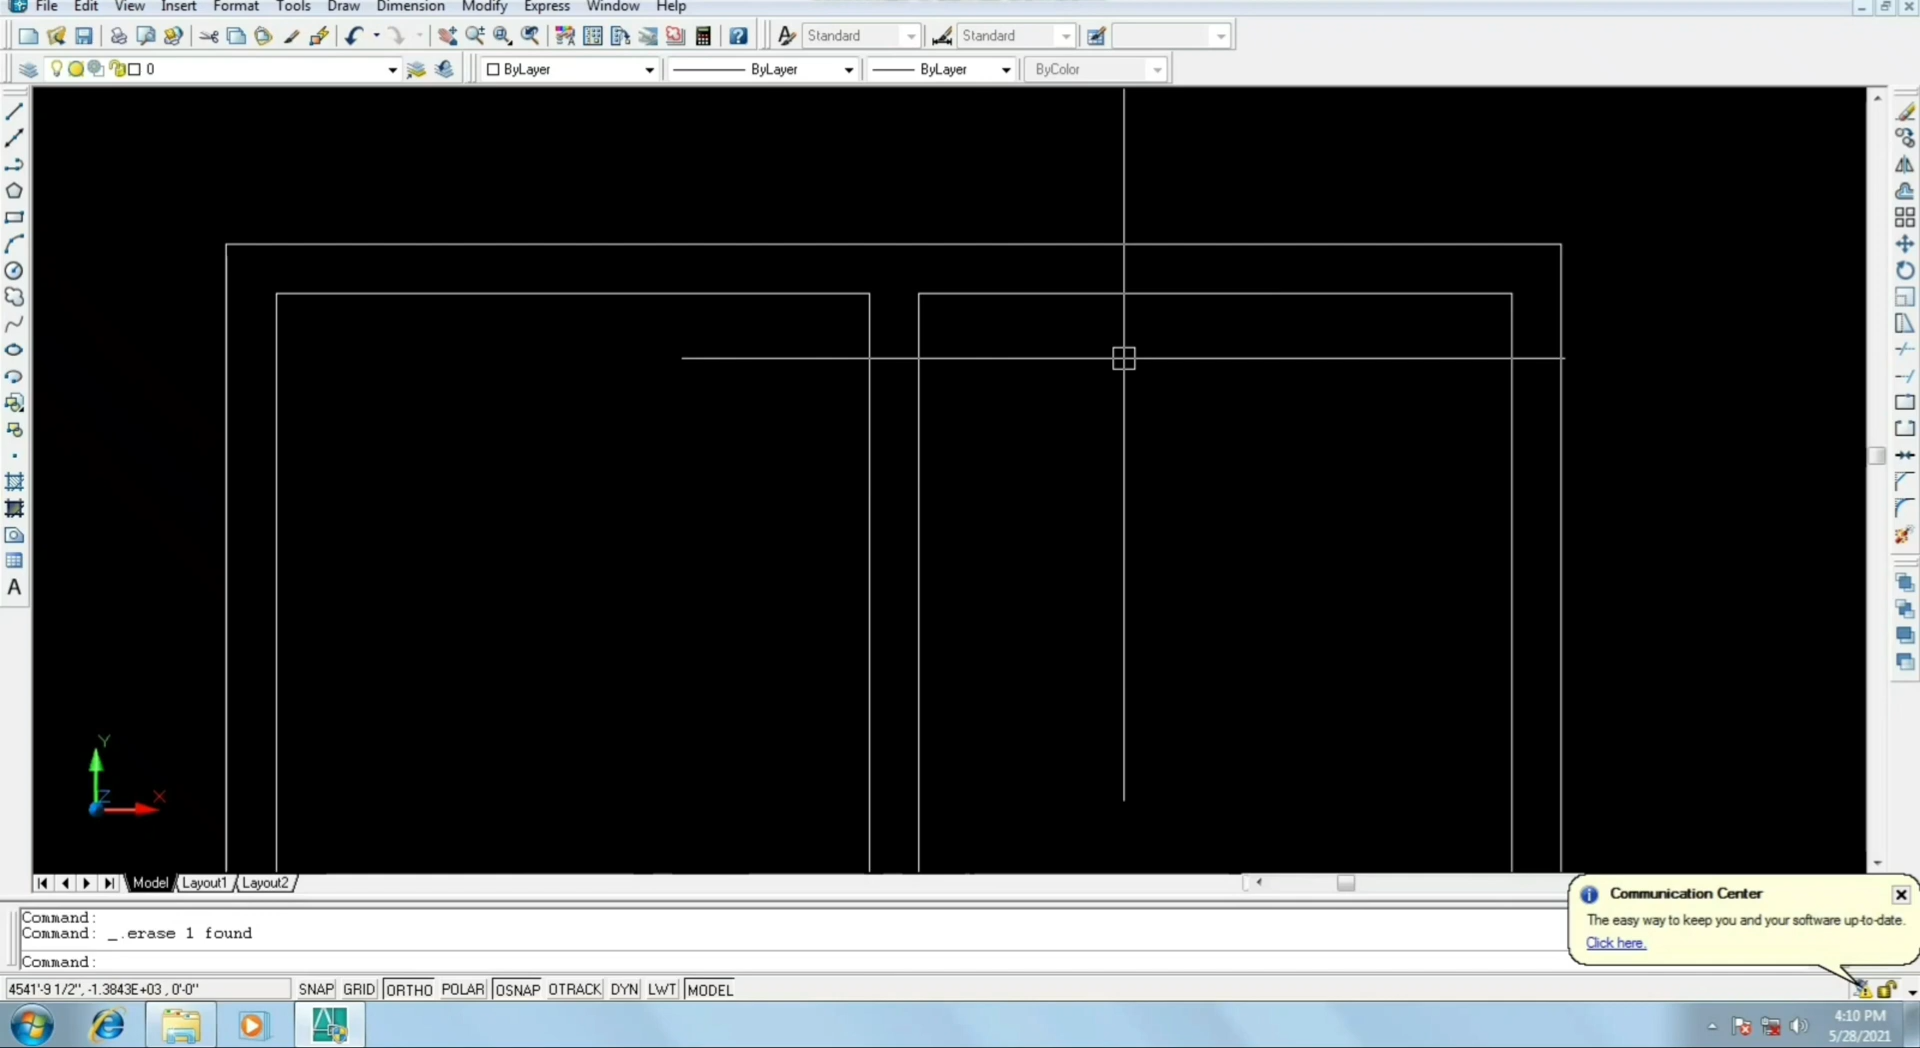 File Edit View Insert Format Tools Draw Dimension Modify Express Window Help
Standard Standard
0 ByLayer ByLayer ByLayer ByColor
A
Y
Z X
Model Layout1 Layout2
Command:
Command: _.erase 1 found
Command:
Communication Center
The easy way to keep you and your software up-to-date.
Click here.
4541'-9 1/2", -1.3843E+03 , 0'-0" SNAP GRID ORTHO POLAR OSNAP OTRACK DYN LWT MODEL
4:10 PM
5/28/2021